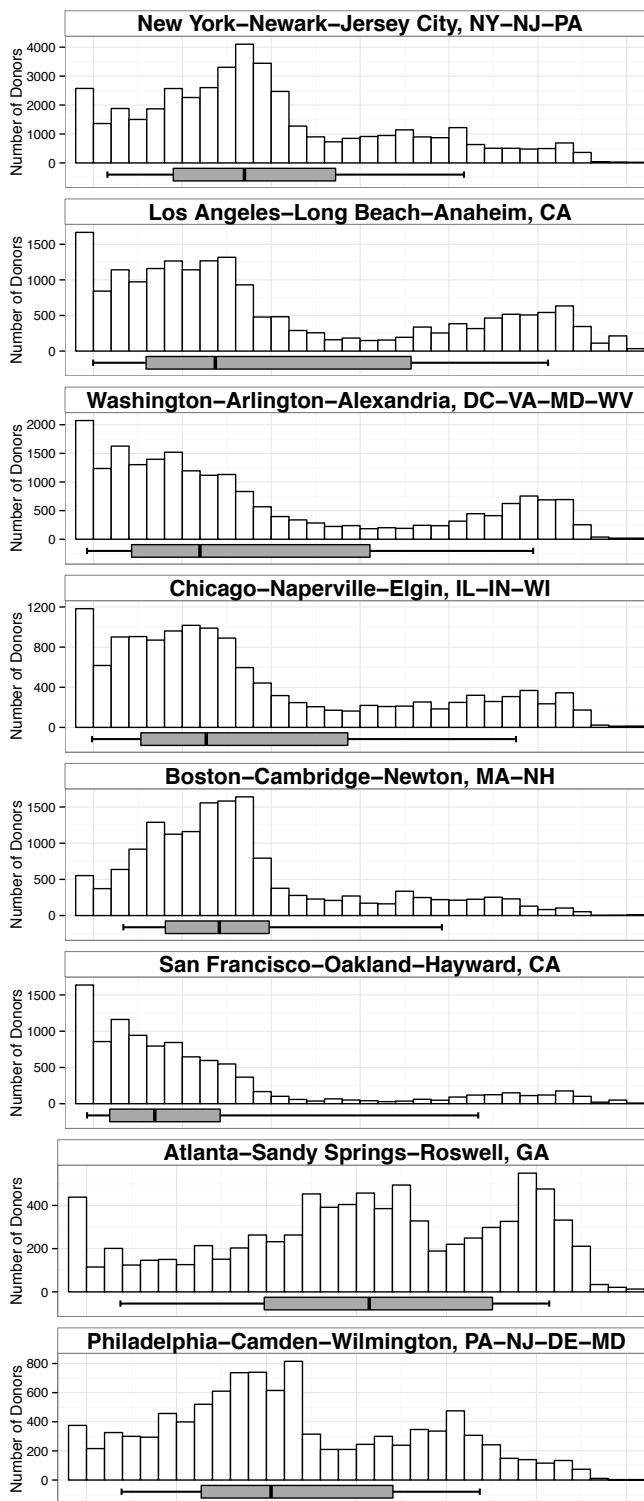 New York−Newark−Jersey City, NY−NJ−PA
Number of Donors
4000
3000
2000
1000
0
Los Angeles−Long Beach−Anaheim, CA
Number of Donors
1500
1000
500
0
Washington−Arlington−Alexandria, DC−VA−MD−WV
Number of Donors
2000
1500
1000
500
0
Chicago−Naperville−Elgin, IL−IN−WI
Number of Donors
1200
800
400
0
Boston−Cambridge−Newton, MA−NH
Number of Donors
1500
1000
500
0
San Francisco−Oakland−Hayward, CA
Number of Donors
1500
1000
500
0
Atlanta−Sandy Springs−Roswell, GA
Number of Donors
400
200
0
Philadelphia−Camden−Wilmington, PA−NJ−DE−MD
Number of Donors
800
600
400
200
0